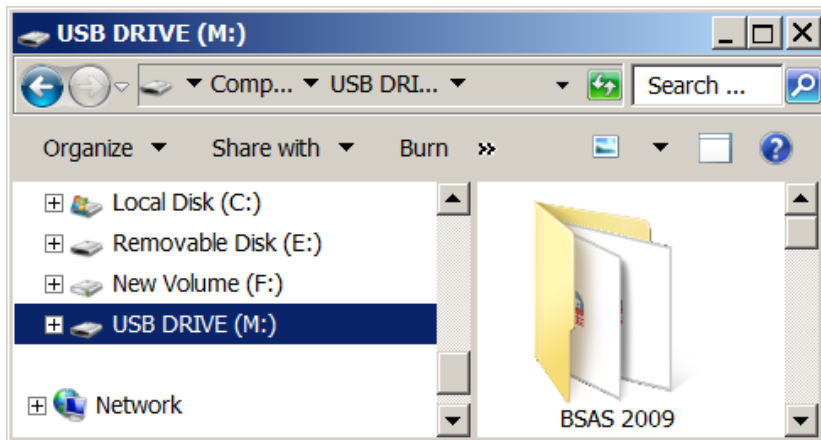 USB DRIVE (M:)
Comp... USB DRI... Search ...
Organize Share with Burn »
Local Disk (C:)
Removable Disk (E:)
New Volume (F:)
USB DRIVE (M:)
Network
BSAS 2009